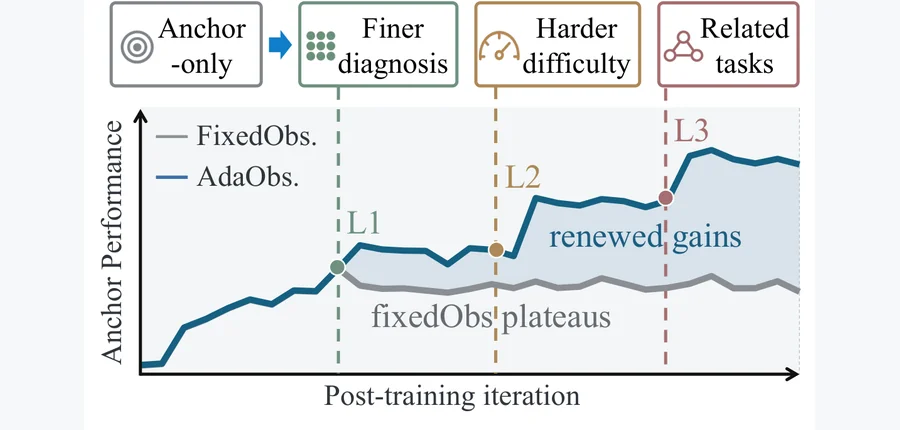 Anchor
-only
Finer
diagnosis
Harder
difficulty
Related
tasks
Anchor Performance
FixedObs.
AdaObs.
L1
L2
L3
renewed gains
fixedObs plateaus
Post-training iteration